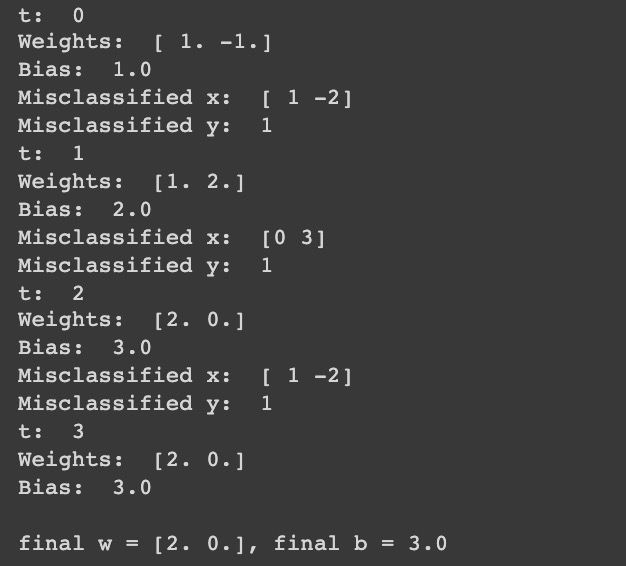 t:  0
Weights:  [ 1. -1.]
Bias:  1.0
Misclassified x:  [ 1 -2]
Misclassified y:  1
t:  1
Weights:  [1. 2.]
Bias:  2.0
Misclassified x:  [0 3]
Misclassified y:  1
t:  2
Weights:  [2. 0.]
Bias:  3.0
Misclassified x:  [ 1 -2]
Misclassified y:  1
t:  3
Weights:  [2. 0.]
Bias:  3.0
final w = [2. 0.], final b = 3.0